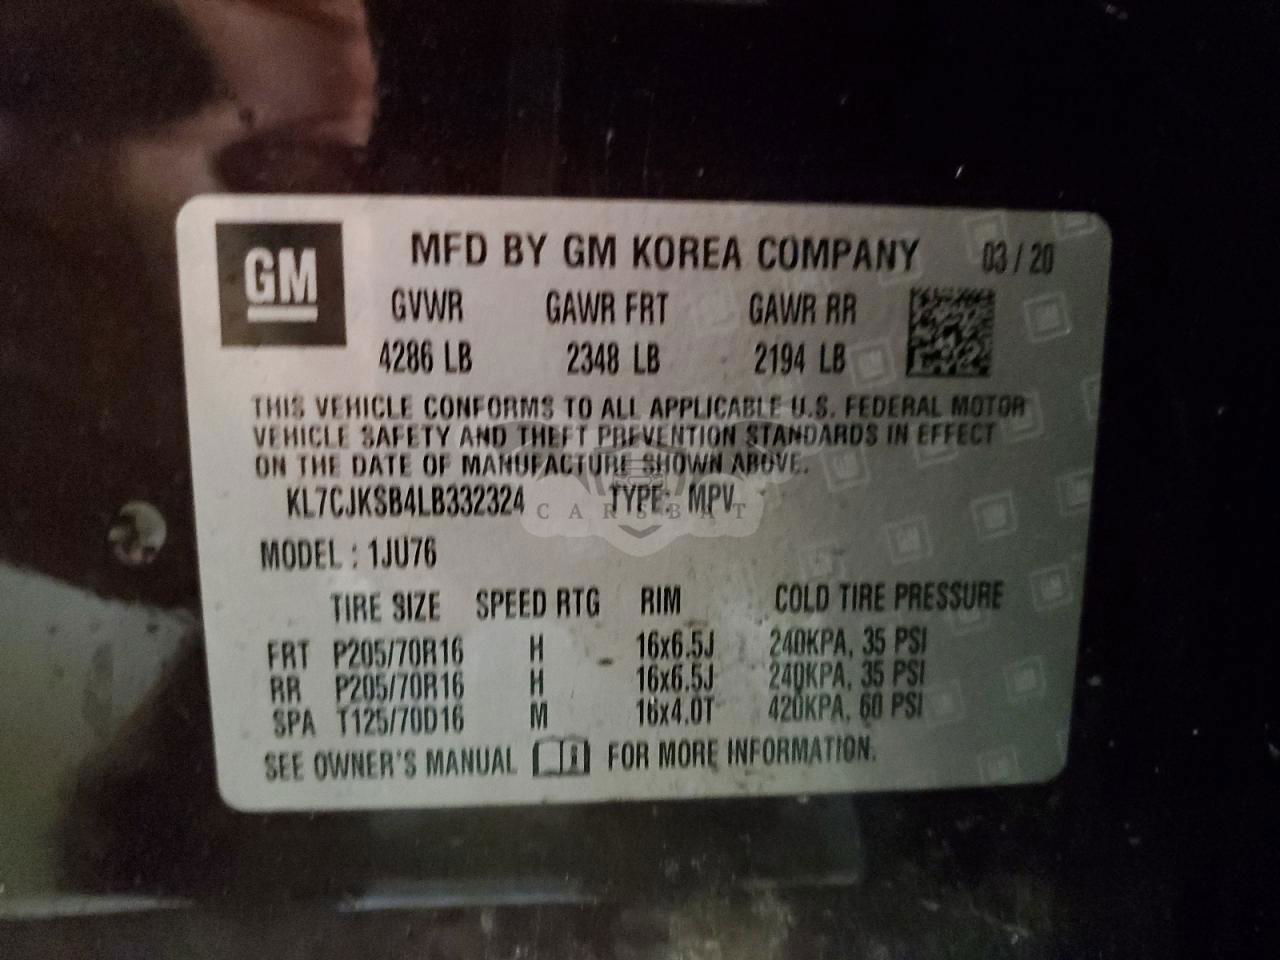 GM
MFD BY GM KOREA COMPANY 03/20
GVWR GAWR FRT GAWR RR
4286 LB 2348 LB 2194 LB
THIS VEHICLE CONFORMS TO ALL APPLICABLE U.S. FEDERAL MOTOR
VEHICLE SAFETY AND THEFT PREVENTION STANDARDS IN EFFECT
ON THE DATE OF MANUFACTURE SHOWN ABOVE.
KL7CJKSB4LB332324 TYPE: MPV
CARSBAT
MODEL : 1JU76
TIRE SIZE SPEED RTG RIM COLD TIRE PRESSURE
FRT P205/70R16 H 16x6.5J 240KPA, 35 PSI
RR P205/70R16 H 16x6.5J 240KPA, 35 PSI
SPA T125/70D16 M 16x4.0T 420KPA, 60 PSI
SEE OWNER'S MANUAL FOR MORE INFORMATION.